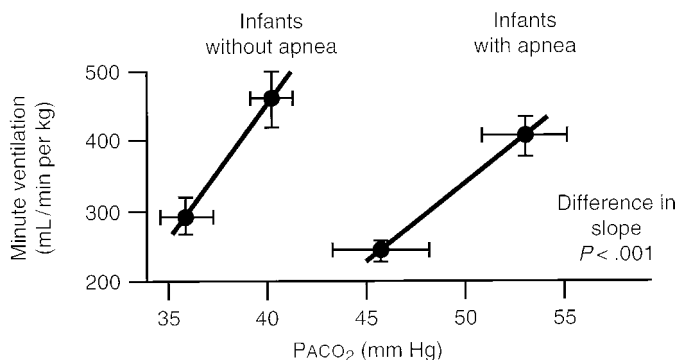 Infants
without apnea
Infants
with apnea
500
400
300
200
Minute ventilation
(mL/min per kg)
Difference in
slope
P < .001
35
40
45
50
55
PACO₂ (mm Hg)